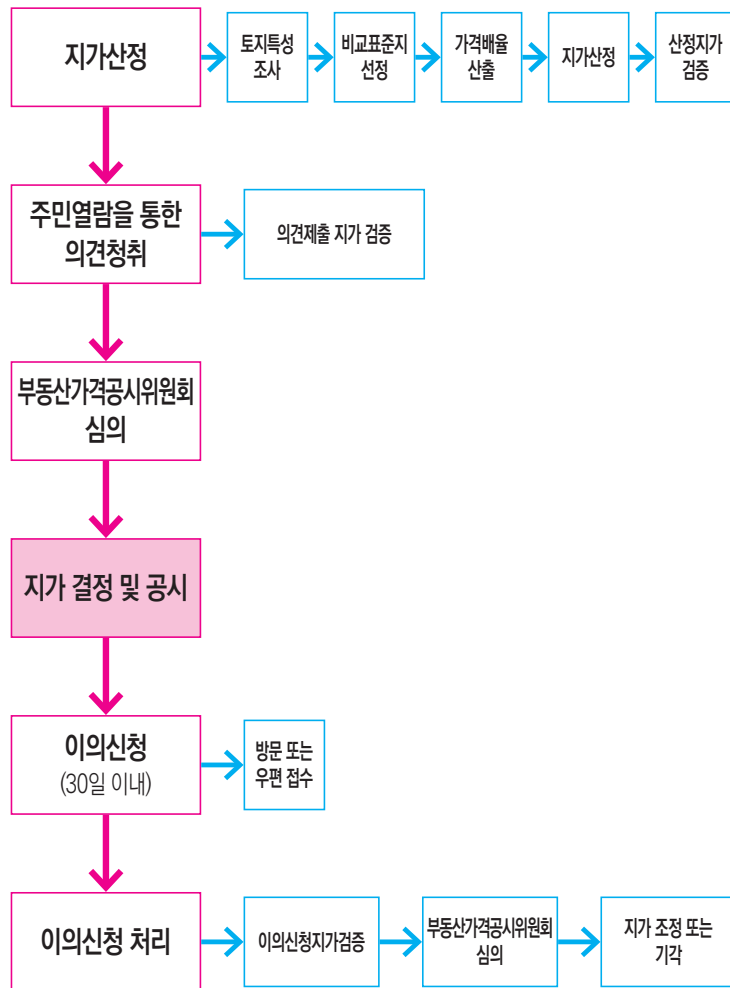 지가산정
토지특성
조사
비교표준지
선정
가격배율
산출
지가산정
산정지가
검증
주민열람을 통한
의견청취
의견제출 지가 검증
부동산가격공시위원회
심의
지가 결정 및 공시
이의신청
(30일 이내)
방문 또는
우편 접수
이의신청 처리
이의신청지가검증
부동산가격공시위원회
심의
지가 조정 또는
기각